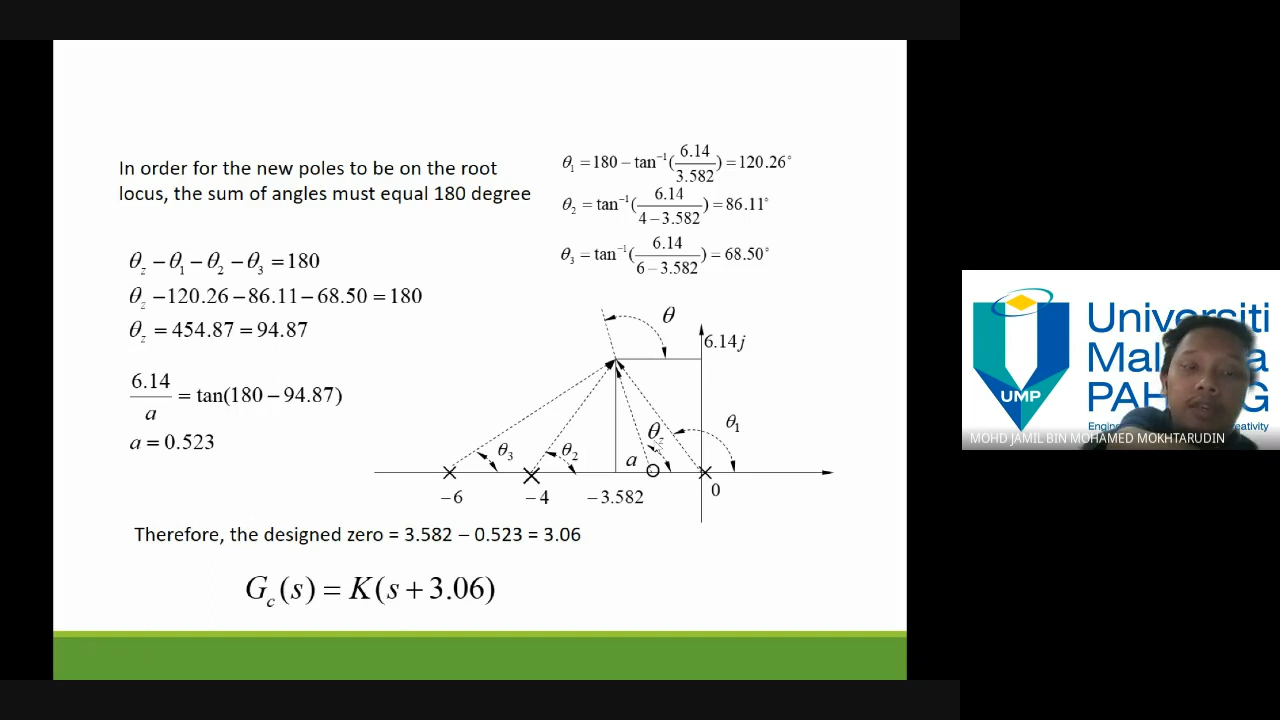 In order for the new poles to be on the root
locus, the sum of angles must equal 180 degree
θz − θ1 − θ2 − θ3 = 180
θz − 120.26 − 86.11 − 68.50 = 180
θz = 454.87 = 94.87
6.14/a = tan(180 − 94.87)
a = 0.523
θ1 = 180 − tan⁻¹(6.14/3.582) = 120.26°
θ2 = tan⁻¹(6.14/(4 − 3.582)) = 86.11°
θ3 = tan⁻¹(6.14/(6 − 3.582)) = 68.50°
θ
6.14j
θ3
θ2
a
θz
θ1
−6
−4
−3.582
0
Therefore, the designed zero = 3.582 – 0.523 = 3.06
Gc(s) = K(s + 3.06)
Universiti
PAH G
UMP
MOHD JAMIL BIN MOHAMED MOKHTARUDIN